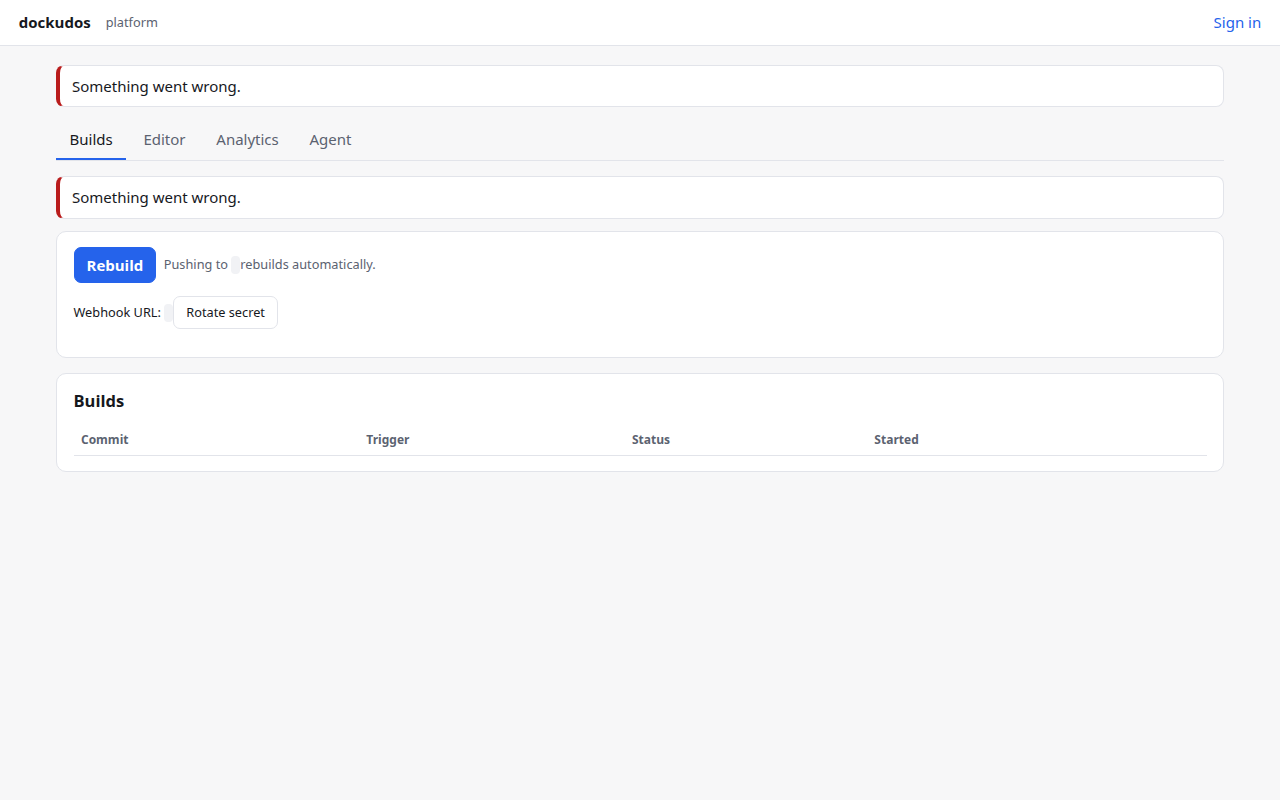 dockudos platform Sign in
Something went wrong.
Builds Editor Analytics Agent
Something went wrong.
Rebuild Pushing to rebuilds automatically.
Webhook URL: Rotate secret
Builds
Commit Trigger Status Started